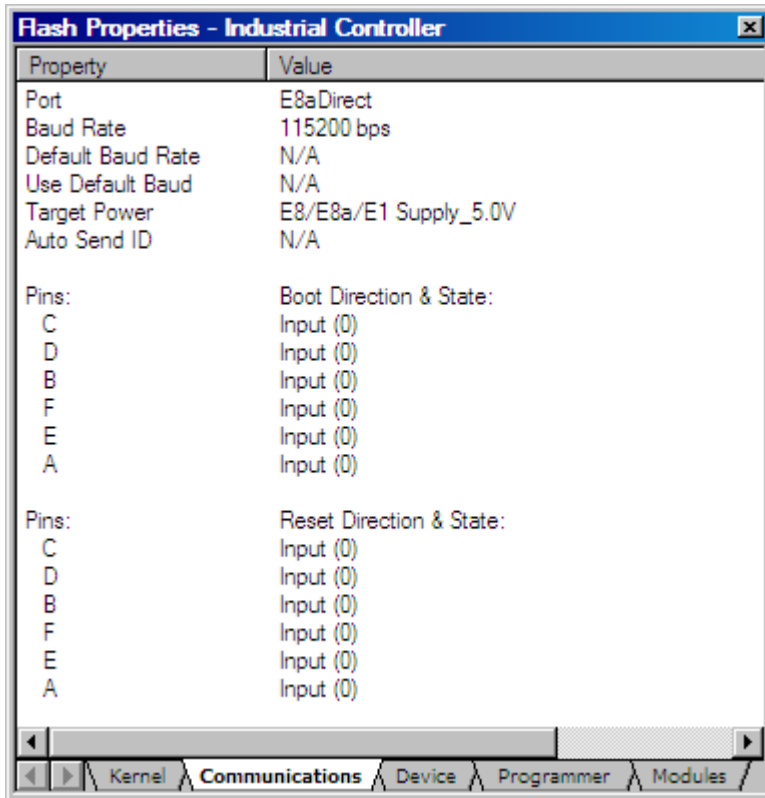 Flash Properties - Industrial Controller
Property Value
Port E8aDirect
Baud Rate 115200 bps
Default Baud Rate N/A
Use Default Baud N/A
Target Power E8/E8a/E1 Supply_5.0V
Auto Send ID N/A
Pins: Boot Direction & State:
C Input (0)
D Input (0)
B Input (0)
F Input (0)
E Input (0)
A Input (0)
Pins: Reset Direction & State:
C Input (0)
D Input (0)
B Input (0)
F Input (0)
E Input (0)
A Input (0)
Kernel Communications Device Programmer Modules